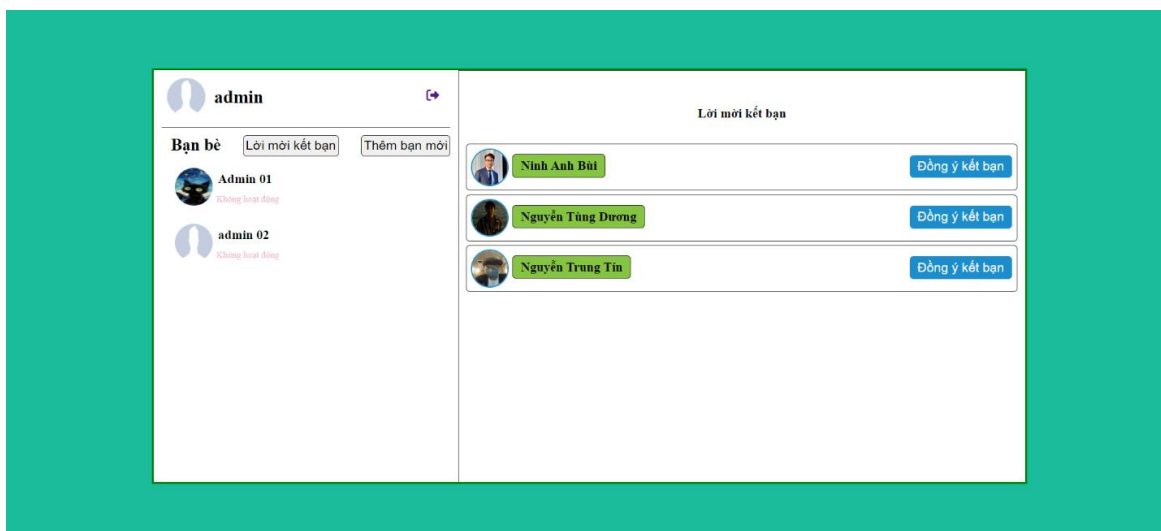 admin
Bạn bè
Lời mời kết bạn
Thêm bạn mới
Admin 01
Không hoạt động
admin 02
Không hoạt động
Lời mời kết bạn
Ninh Anh Bùi
Đồng ý kết bạn
Nguyễn Tùng Dương
Đồng ý kết bạn
Nguyễn Trung Tín
Đồng ý kết bạn